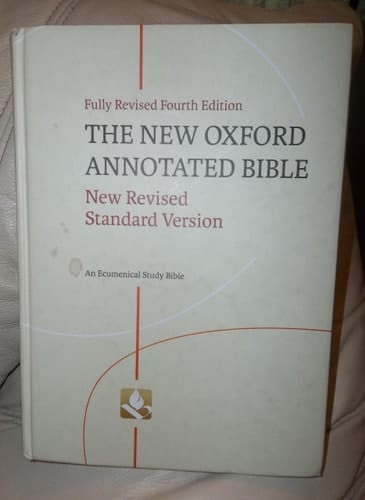 Fully Revised Fourth Edition
THE NEW OXFORD
ANNOTATED BIBLE
New Revised
Standard Version
An Ecumenical Study Bible